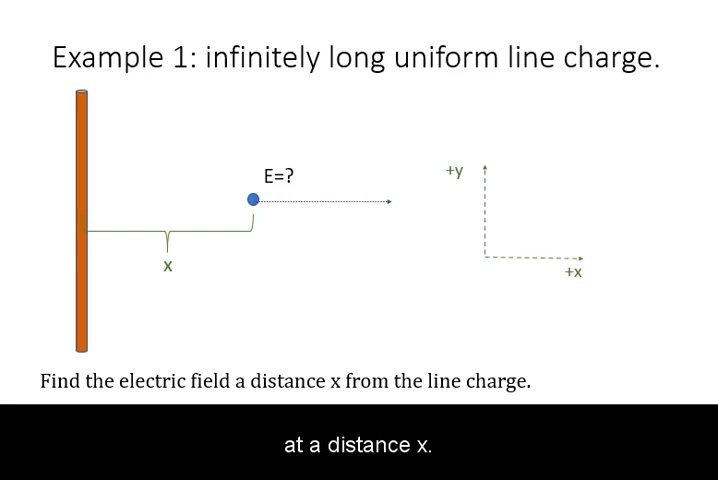 Example 1: infinitely long uniform line charge.
E=?
+y
x
+x
Find the electric field a distance x from the line charge.
at a distance x.